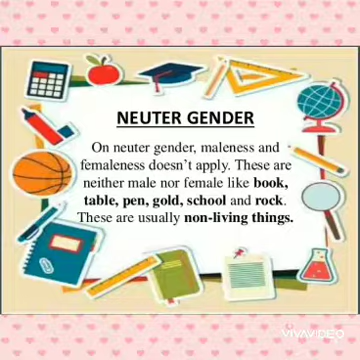 NEUTER GENDER
On neuter gender, maleness and
femaleness doesn't apply. These are
neither male nor female like book,
table, pen, gold, school and rock.
These are usually non-living things.
VIVAVIDEO